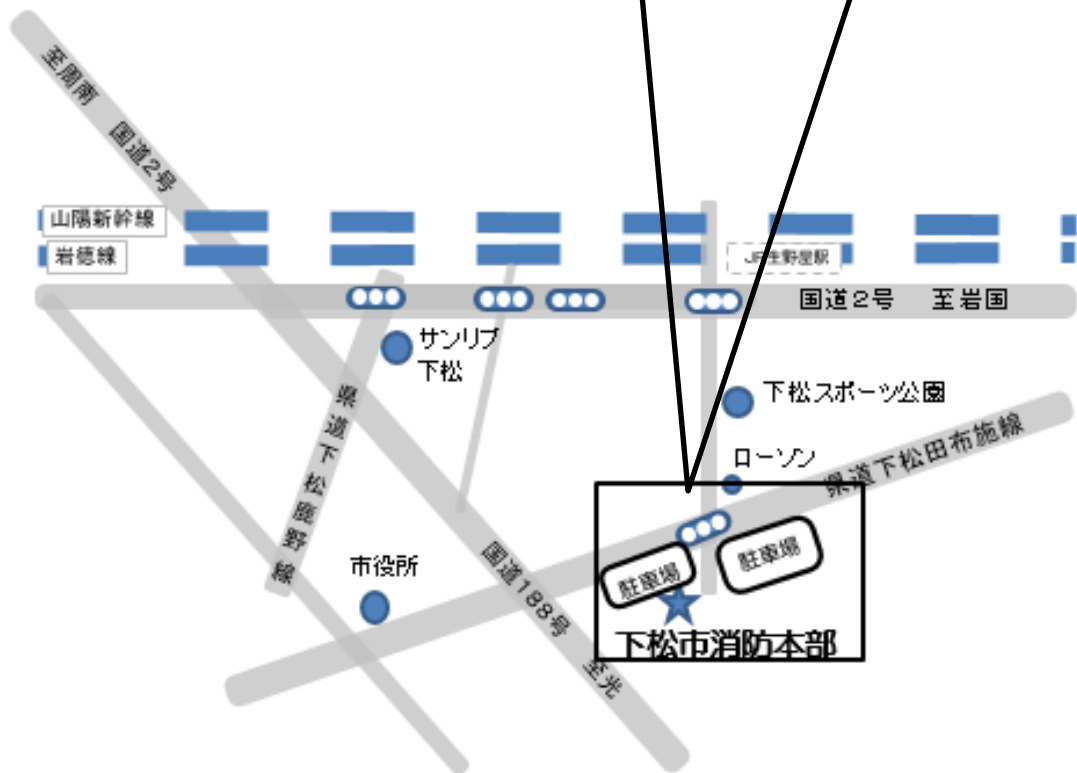 至周南 国道2号
山陽新幹線
岩徳線
JR生野屋駅
国道2号 至岩国
サンリブ
下松
県道下松鹿野線
下松スポーツ公園
ローソン
県道下松田布施線
市役所
国道188号 至光
駐車場
駐車場
下松市消防本部